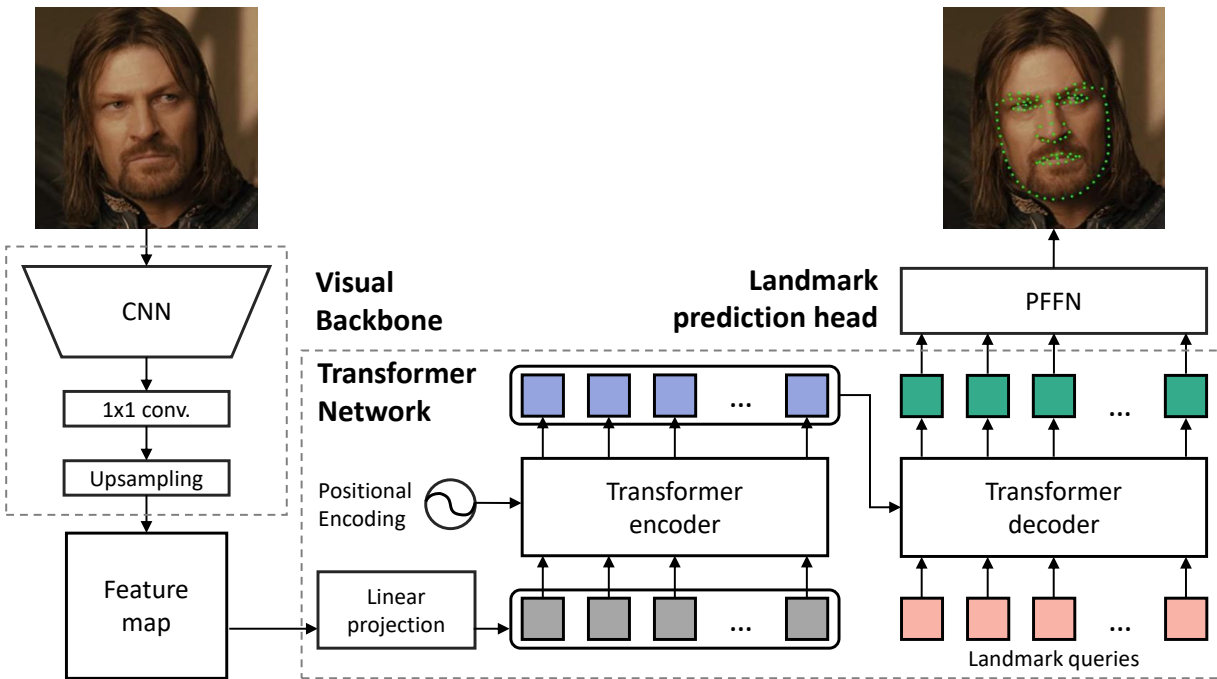 CNN
1x1 conv.
Upsampling
Feature
map
Visual
Backbone
Landmark
prediction head
PFFN
Transformer
Network
Positional
Encoding
Transformer
encoder
Linear
projection
...
...
Transformer
decoder
...
...
Landmark queries